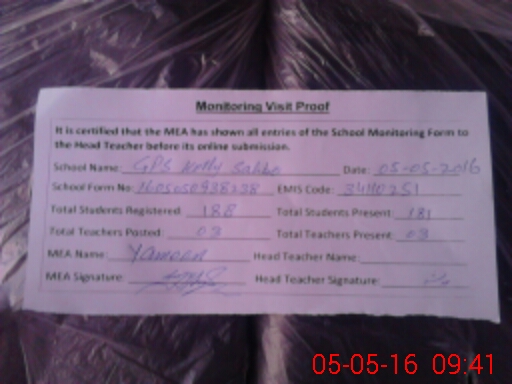 Monitoring Visit Proof
It is certified that the MEA has shown all entries of the School Monitoring Form to
the Head Teacher before its online submission.
School Name: GPS Date: 05-05-2016
School Form No: EMIS Code:
Total Students Registered: 188 Total Students Present: 181
Total Teachers Posted: 03 Total Teachers Present: 03
MEA Name: Head Teacher Name:
MEA Signature: Head Teacher Signature:
05-05-16 09:41